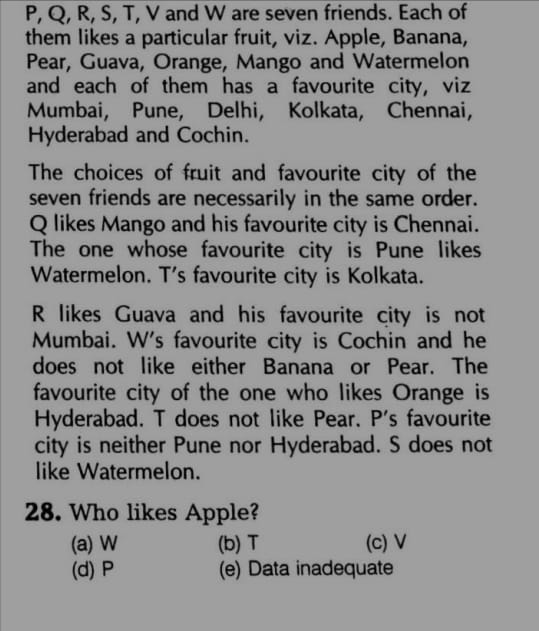 P, Q, R, S, T, V and W are seven friends. Each of
them likes a particular fruit, viz. Apple, Banana,
Pear, Guava, Orange, Mango and Watermelon
and each of them has a favourite city, viz
Mumbai, Pune, Delhi, Kolkata, Chennai,
Hyderabad and Cochin.
The choices of fruit and favourite city of the
seven friends are necessarily in the same order.
Q likes Mango and his favourite city is Chennai.
The one whose favourite city is Pune likes
Watermelon. T's favourite city is Kolkata.
R likes Guava and his favourite city is not
Mumbai. W's favourite city is Cochin and he
does not like either Banana or Pear. The
favourite city of the one who likes Orange is
Hyderabad. T does not like Pear. P's favourite
city is neither Pune nor Hyderabad. S does not
like Watermelon.
28. Who likes Apple?
(a) W (b) T (c) V
(d) P (e) Data inadequate